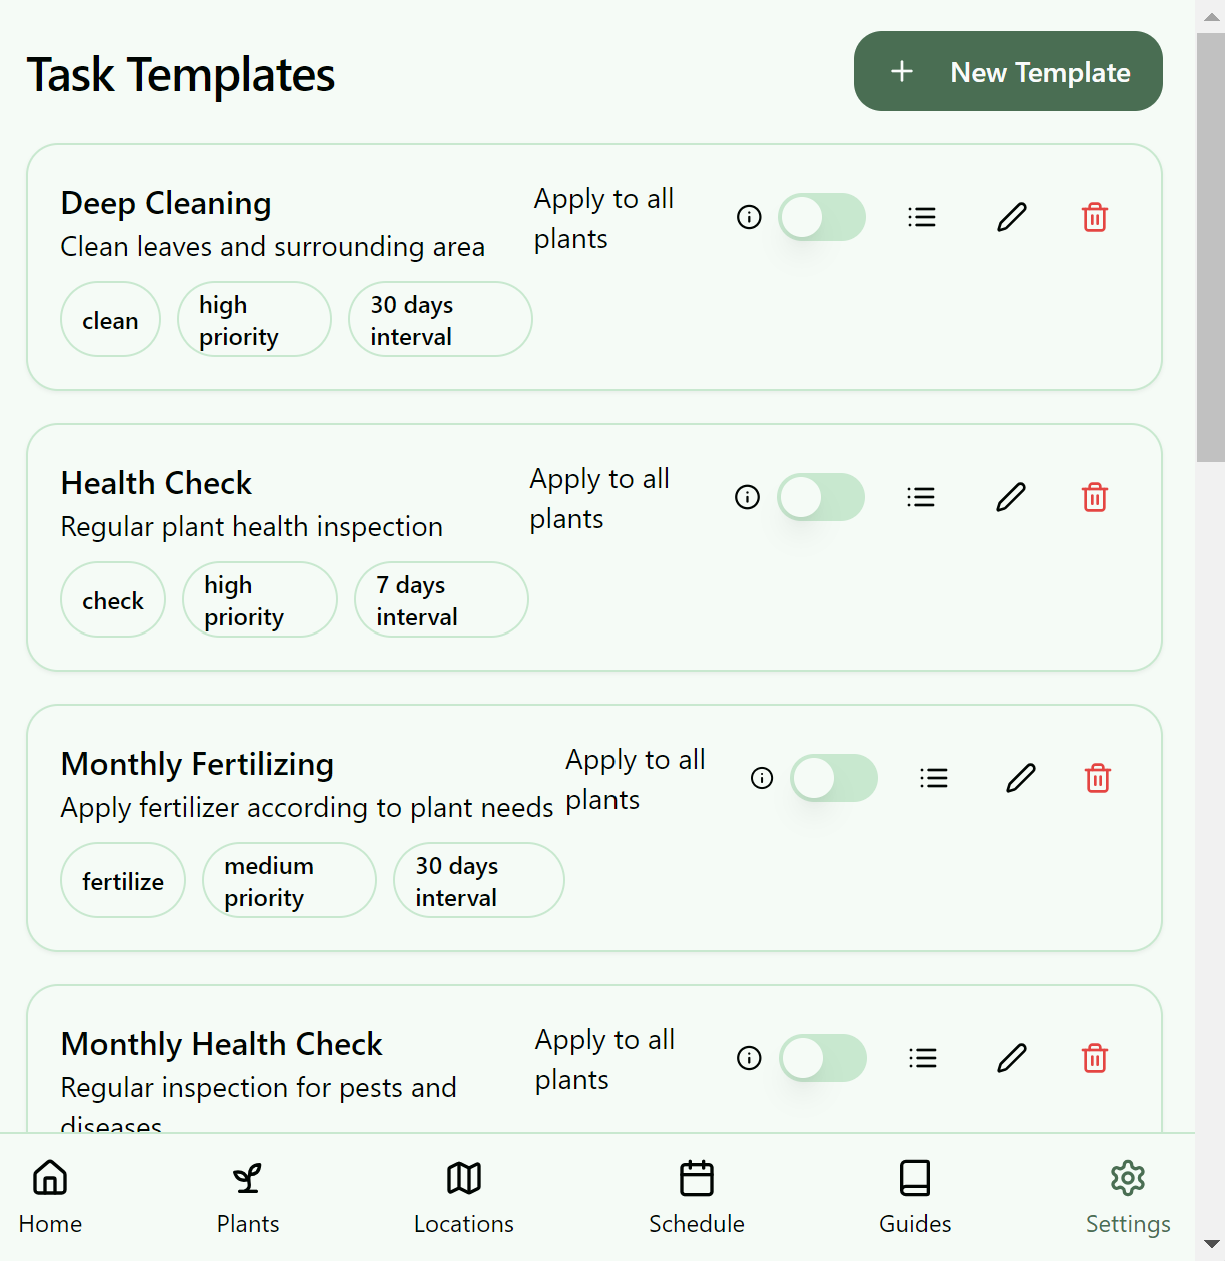 Task Templates
New Template
Deep Cleaning
Clean leaves and surrounding area
clean
high
priority
30 days
interval
Apply to all
plants
Health Check
Regular plant health inspection
check
high
priority
7 days
interval
Apply to all
plants
Monthly Fertilizing
Apply fertilizer according to plant needs
fertilize
medium
priority
30 days
interval
Apply to all
plants
Monthly Health Check
Regular inspection for pests and
diseases
Apply to all
plants
Home
Plants
Locations
Schedule
Guides
Settings